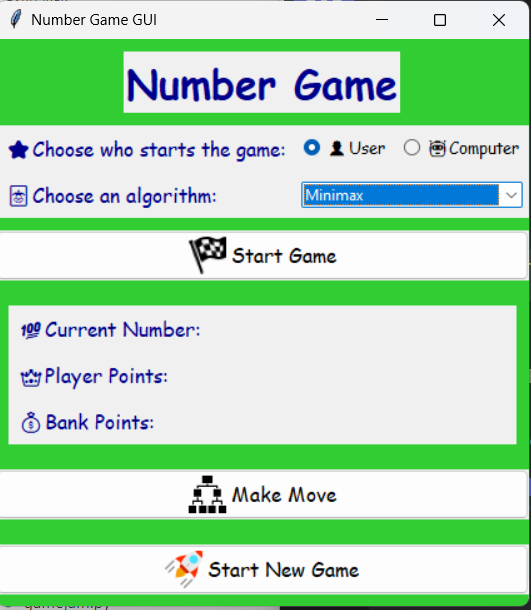 Number Game GUI
Number Game
Choose who starts the game: User Computer
Choose an algorithm: Minimax
Start Game
💯 Current Number:
Player Points:
Bank Points:
Make Move
Start New Game